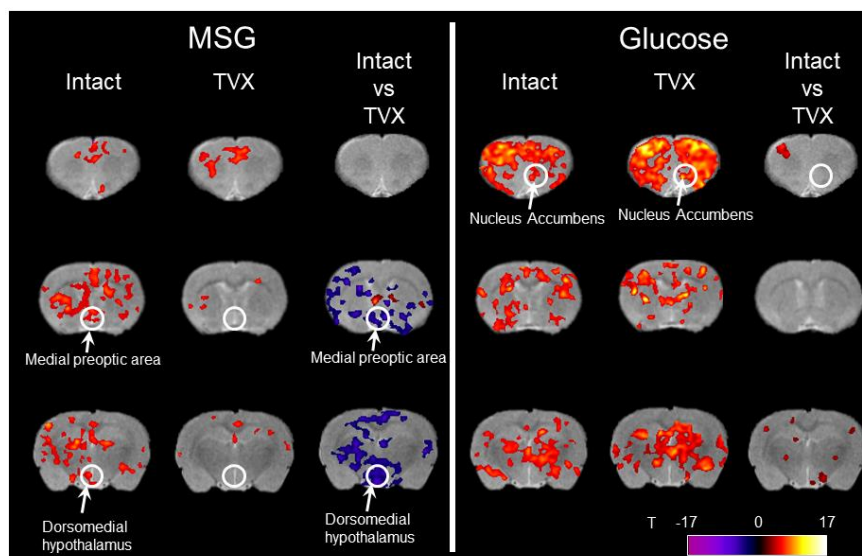 MSG
Glucose
Intact
TVX
Intact
vs
TVX
Intact
TVX
Intact
vs
TVX
Nucleus Accumbens
Nucleus Accumbens
Medial preoptic area
Medial preoptic area
Dorsomedial
hypothalamus
Dorsomedial
hypothalamus
T -17 0 17